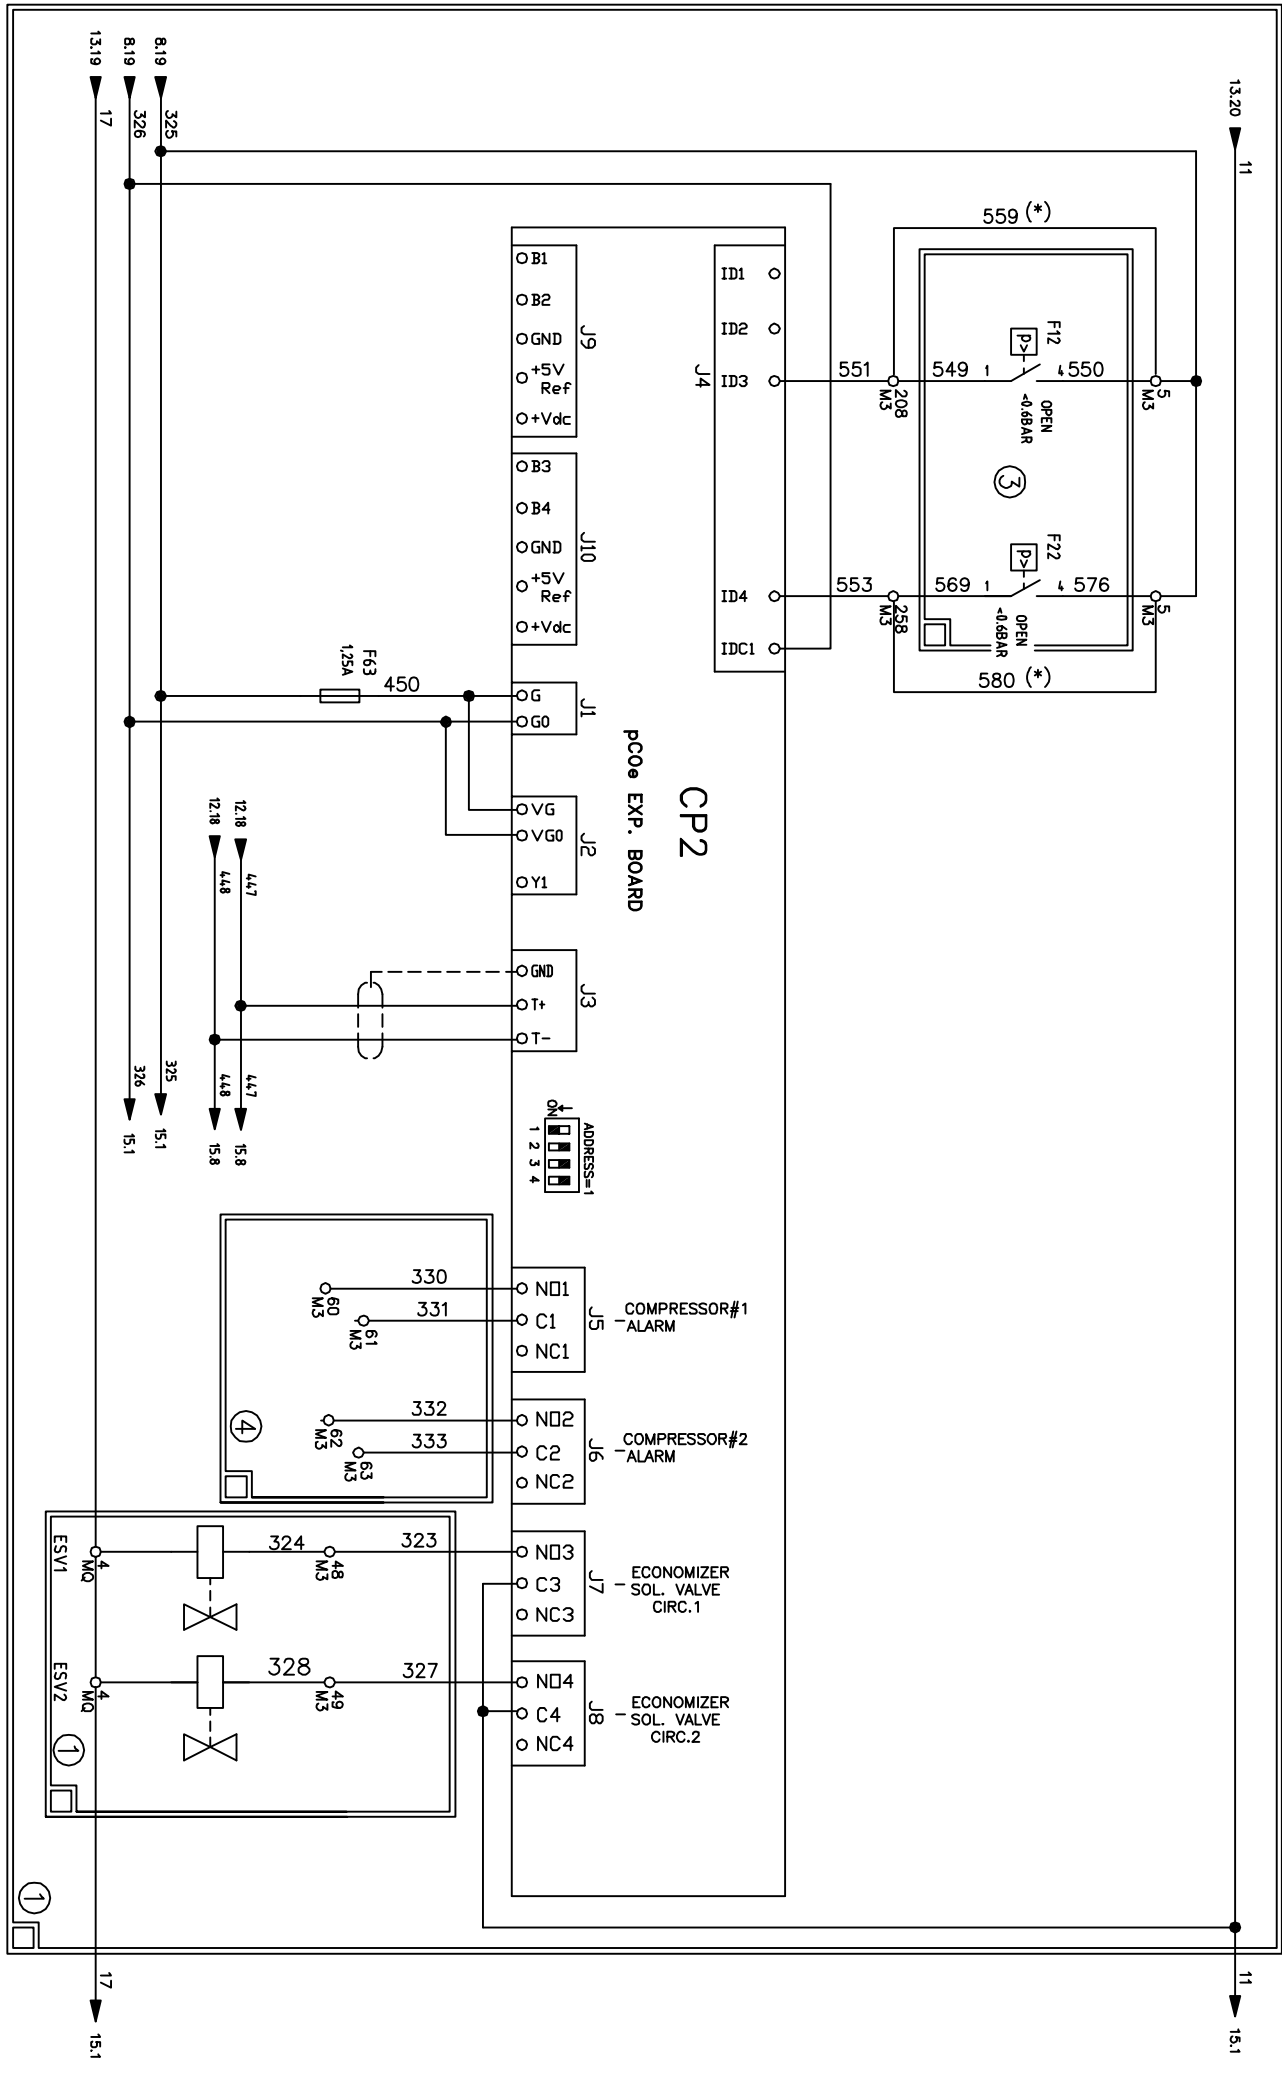 13.19
8.19
8.19
17
326
325
13.20
11
559 (*)
F12
p>
551
549
1
4
550
208
M3
5
M3
OPEN
<0.6BAR
3
F22
p>
553
569
1
4
576
258
M3
5
M3
OPEN
<0.6BAR
580 (*)
ID1
ID2
ID3
J4
ID4
IDC1
B1
B2
GND
+5V
Ref
+Vdc
J9
B3
B4
GND
+5V
Ref
+Vdc
J10
F63
1,25A
450
G
G0
J1
CP2
pCOe EXP. BOARD
VG
VG0
Y1
J2
12.18
12.18
448
447
GND
T+
T-
J3
326
325
448
447
15.1
15.1
15.8
15.8
ADDRESS=1
ON
1 2 3 4
330
60
M3
331
61
M3
NO1
C1
NC1
J5
COMPRESSOR#1
ALARM
332
62
M3
333
63
M3
4
NO2
C2
NC2
J6
COMPRESSOR#2
ALARM
ESV1
4
MQ
324
48
M3
323
NO3
C3
NC3
J7
ECONOMIZER
SOL. VALVE
CIRC.1
ESV2
4
MQ
328
49
M3
327
NO4
C4
NC4
J8
ECONOMIZER
SOL. VALVE
CIRC.2
1
1
17
15.1
11
15.1